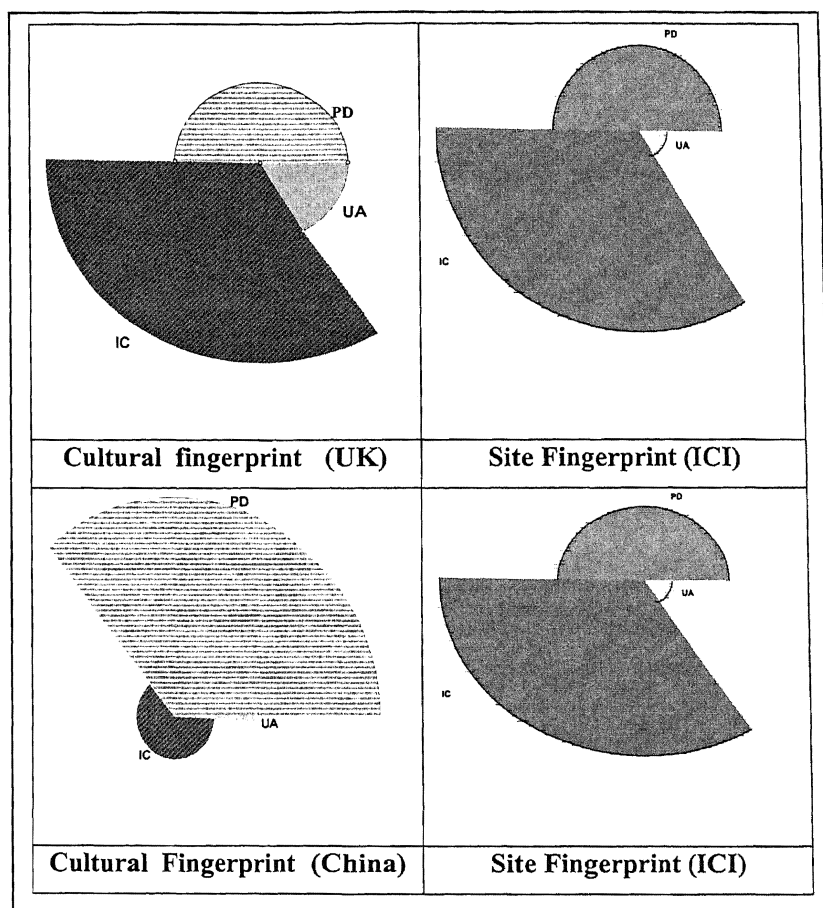 PD
UA
IC
Cultural fingerprint (UK)
PD
UA
IC
Site Fingerprint (ICI)
PD
UA
IC
Cultural Fingerprint (China)
PD
UA
IC
Site Fingerprint (ICI)